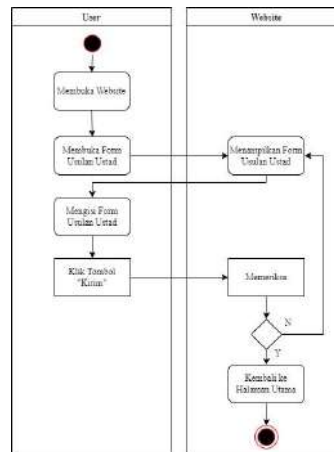 User
Website
Membuka Website
Membuka Form
Usulan Ustad
Menampilkan Form
Usulan Ustad
Mengisi Form
Usulan Ustad
Klik Tombol
"Kirim"
Memeriksa
N
Y
Kembali ke
Halaman Utama